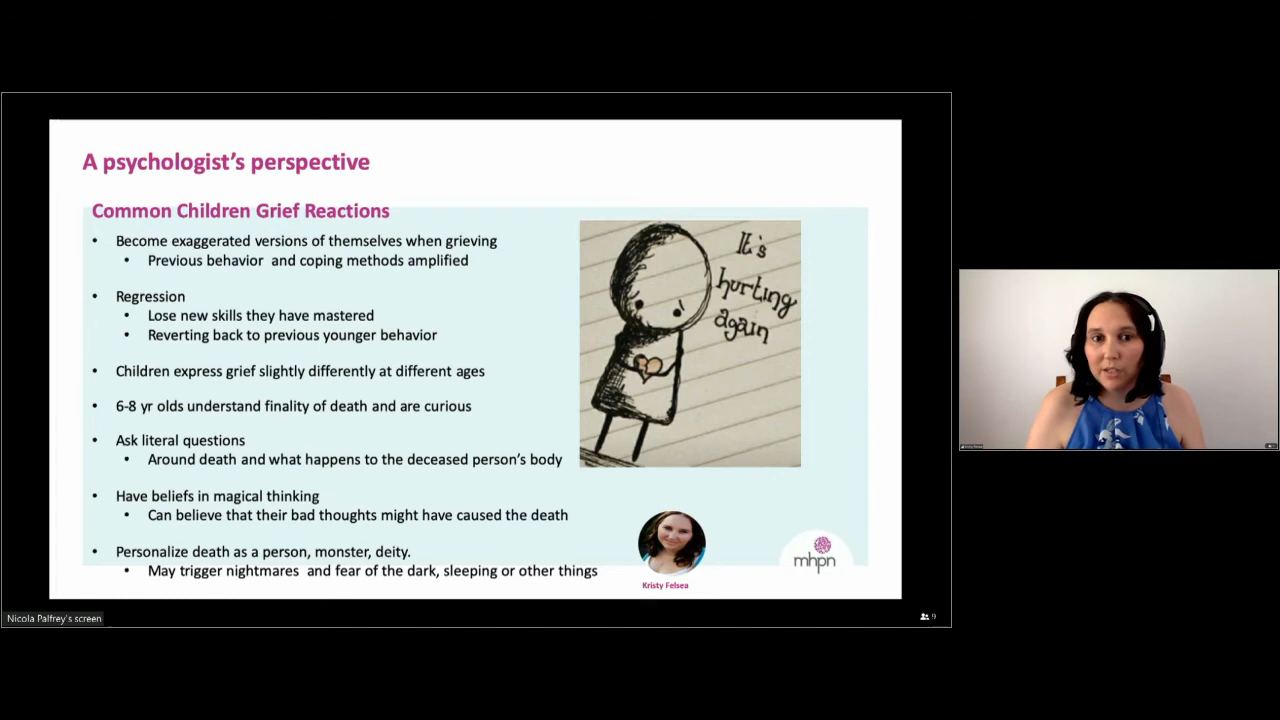 A psychologist's perspective
Common Children Grief Reactions
• Become exaggerated versions of themselves when grieving
• Previous behavior and coping methods amplified
• Regression
• Lose new skills they have mastered
• Reverting back to previous younger behavior
• Children express grief slightly differently at different ages
• 6-8 yr olds understand finality of death and are curious
• Ask literal questions
• Around death and what happens to the deceased person's body
• Have beliefs in magical thinking
• Can believe that their bad thoughts might have caused the death
• Personalize death as a person, monster, deity.
• May trigger nightmares and fear of the dark, sleeping or other things
It's
hurting
again
Kristy Felsea
mhpn
Nicola Palfrey's screen
9